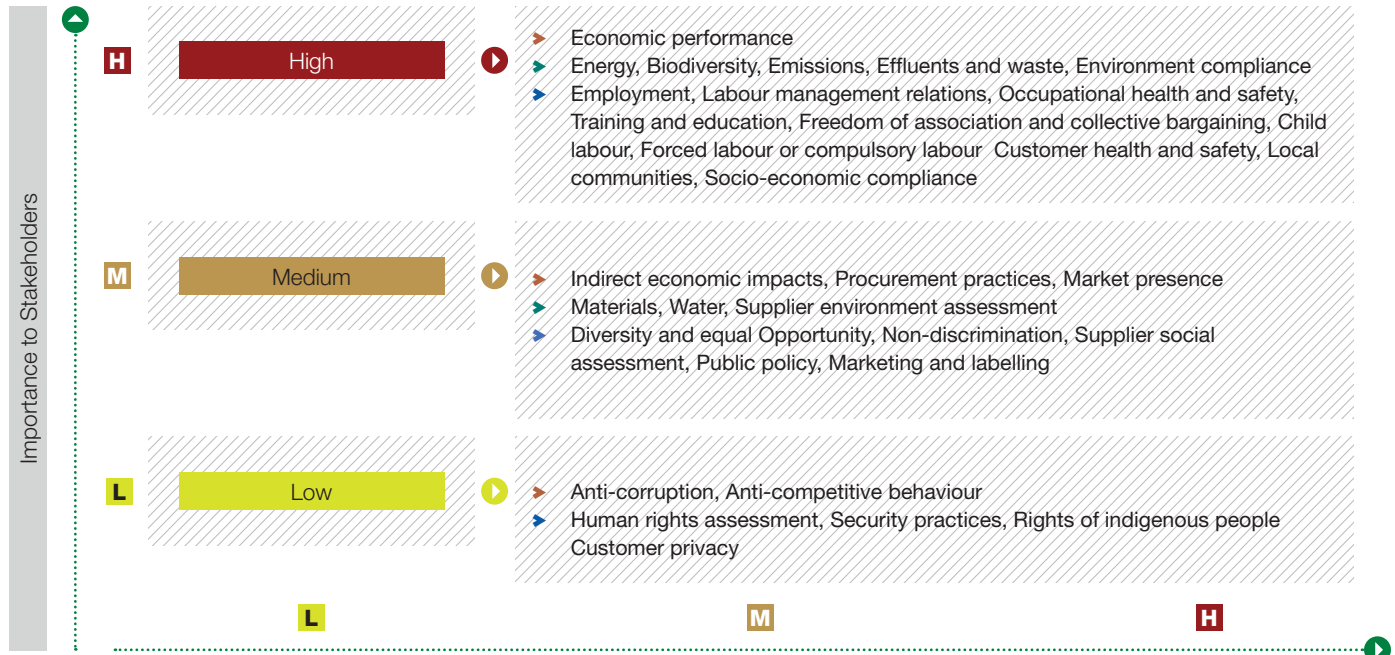 Importance to Stakeholders
H
High
Economic performance
Energy, Biodiversity, Emissions, Effluents and waste, Environment compliance
Employment, Labour management relations, Occupational health and safety,
Training and education, Freedom of association and collective bargaining, Child
labour, Forced labour or compulsory labour Customer health and safety, Local
communities, Socio-economic compliance
M
Medium
Indirect economic impacts, Procurement practices, Market presence
Materials, Water, Supplier environment assessment
Diversity and equal Opportunity, Non-discrimination, Supplier social
assessment, Public policy, Marketing and labelling
L
Low
Anti-corruption, Anti-competitive behaviour
Human rights assessment, Security practices, Rights of indigenous people
Customer privacy
L
M
H